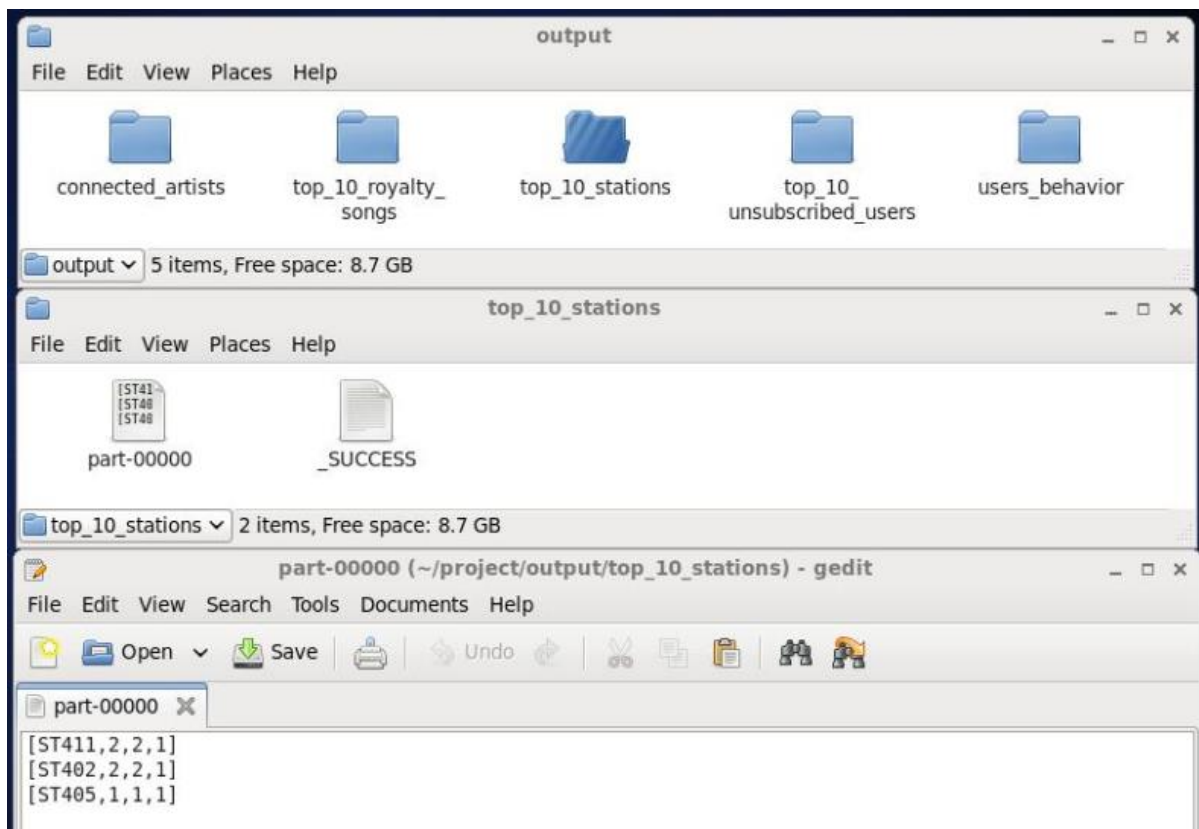 output
File Edit View Places Help
connected_artists top_10_royalty_ top_10_stations top_10_ users_behavior
songs unsubscribed_users
output 5 items, Free space: 8.7 GB
top_10_stations
File Edit View Places Help
[ST41
[ST40
[ST40
part-00000 _SUCCESS
top_10_stations 2 items, Free space: 8.7 GB
part-00000 (~/project/output/top_10_stations) - gedit
File Edit View Search Tools Documents Help
Open Save Undo
part-00000
[ST411,2,2,1]
[ST402,2,2,1]
[ST405,1,1,1]